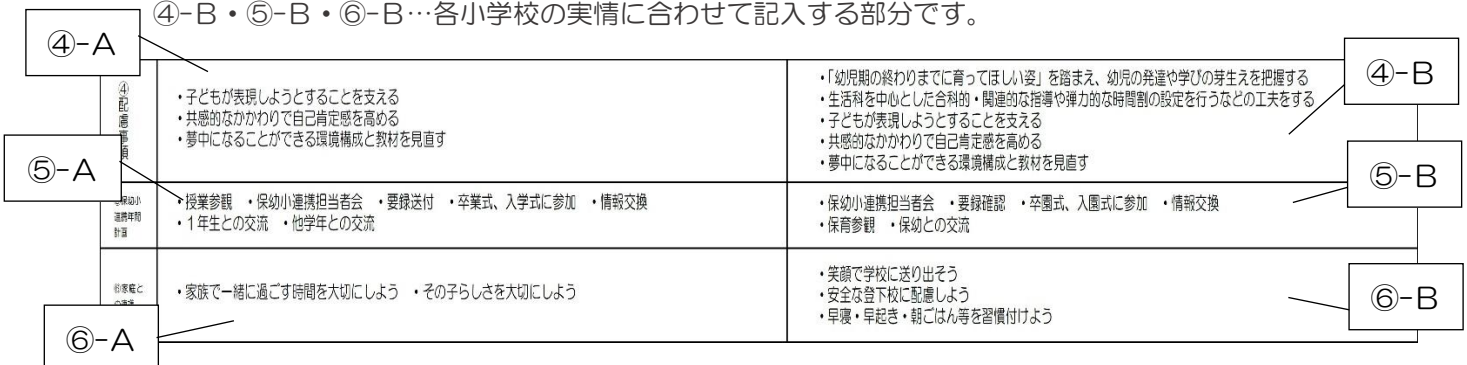 ④-B・⑤-B・⑥-B…各小学校の実情に合わせて記入する部分です。
④-A
④配慮事項
・子どもが表現しようとすることを支える
・共感的なかかわりで自己肯定感を高める
・夢中になることができる環境構成と教材を見直す
・「幼児期の終わりまでに育ってほしい姿」を踏まえ、幼児の発達や学びの芽生えを把握する
・生活科を中心とした合科的・関連的な指導や弾力的な時間割の設定を行うなどの工夫をする
・子どもが表現しようとすることを支える
・共感的なかかわりで自己肯定感を高める
・夢中になることができる環境構成と教材を見直す
④-B
⑤-A
保幼小
連携年間
計画
・授業参観 ・保幼小連携担当者会 ・要録送付 ・卒業式、入学式に参加 ・情報交換
・1年生との交流 ・他学年との交流
・保幼小連携担当者会 ・要録確認 ・卒園式、入園式に参加 ・情報交換
・保育参観 ・保幼との交流
⑤-B
⑥家庭と
の連携
・家族で一緒に過ごす時間を大切にしよう ・その子らしさを大切にしよう
・笑顔で学校に送り出そう
・安全な登下校に配慮しよう
・早寝・早起き・朝ごはん等を習慣付けよう
⑥-B
⑥-A